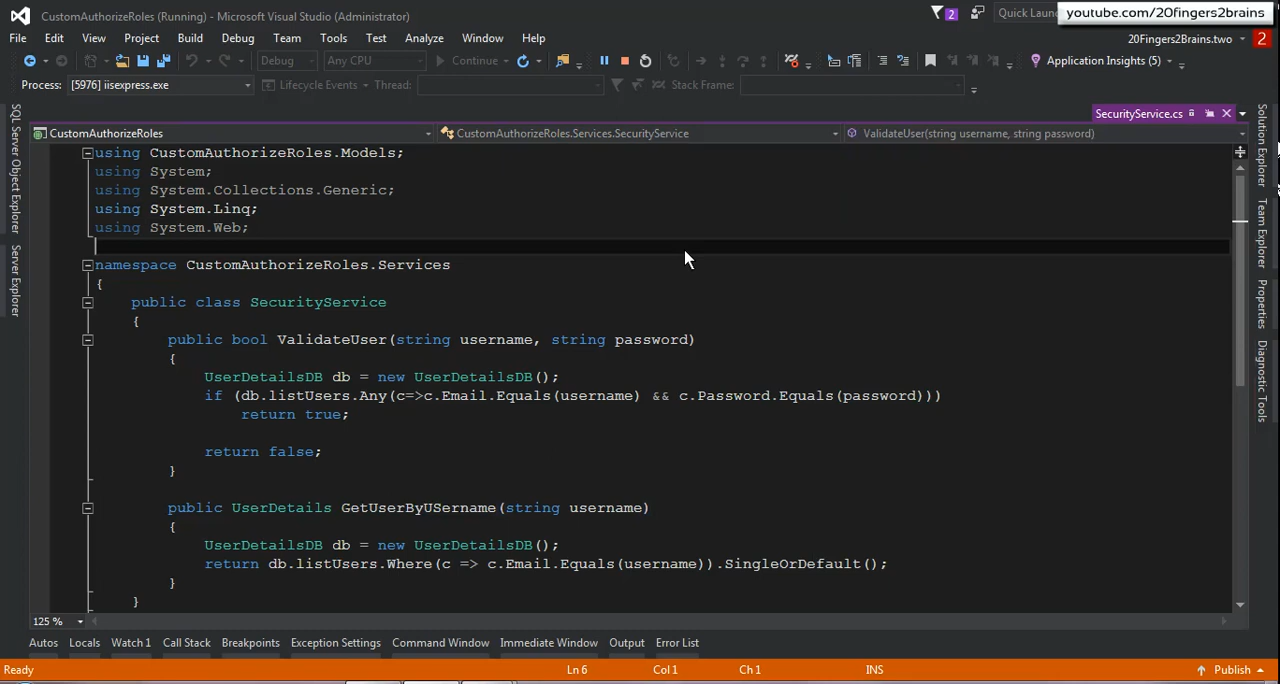 CustomAuthorizeRoles (Running) - Microsoft Visual Studio (Administrator)
2
Quick Laun
youtube.com/20fingers2brains
File Edit View Project Build Debug Team Tools Test Analyze Window Help
20Fingers2Brains.two
2
Debug Any CPU Continue Application Insights (5)
Process: [5976] iisexpress.exe Lifecycle Events Thread: Stack Frame:
SecurityService.cs
CustomAuthorizeRoles CustomAuthorizeRoles.Services.SecurityService ValidateUser(string username, string password)
SQL Server Object Explorer
Server Explorer
using CustomAuthorizeRoles.Models;
using System;
using System.Collections.Generic;
using System.Linq;
using System.Web;
namespace CustomAuthorizeRoles.Services
{
public class SecurityService
{
public bool ValidateUser(string username, string password)
{
UserDetailsDB db = new UserDetailsDB();
if (db.listUsers.Any(c=>c.Email.Equals(username) && c.Password.Equals(password)))
return true;
return false;
}
public UserDetails GetUserByUSername(string username)
{
UserDetailsDB db = new UserDetailsDB();
return db.listUsers.Where(c => c.Email.Equals(username)).SingleOrDefault();
}
}
Solution Explorer
Team Explorer
Properties
Diagnostic Tools
125 %
Autos Locals Watch 1 Call Stack Breakpoints Exception Settings Command Window Immediate Window Output Error List
Ready Ln 6 Col 1 Ch 1 INS Publish